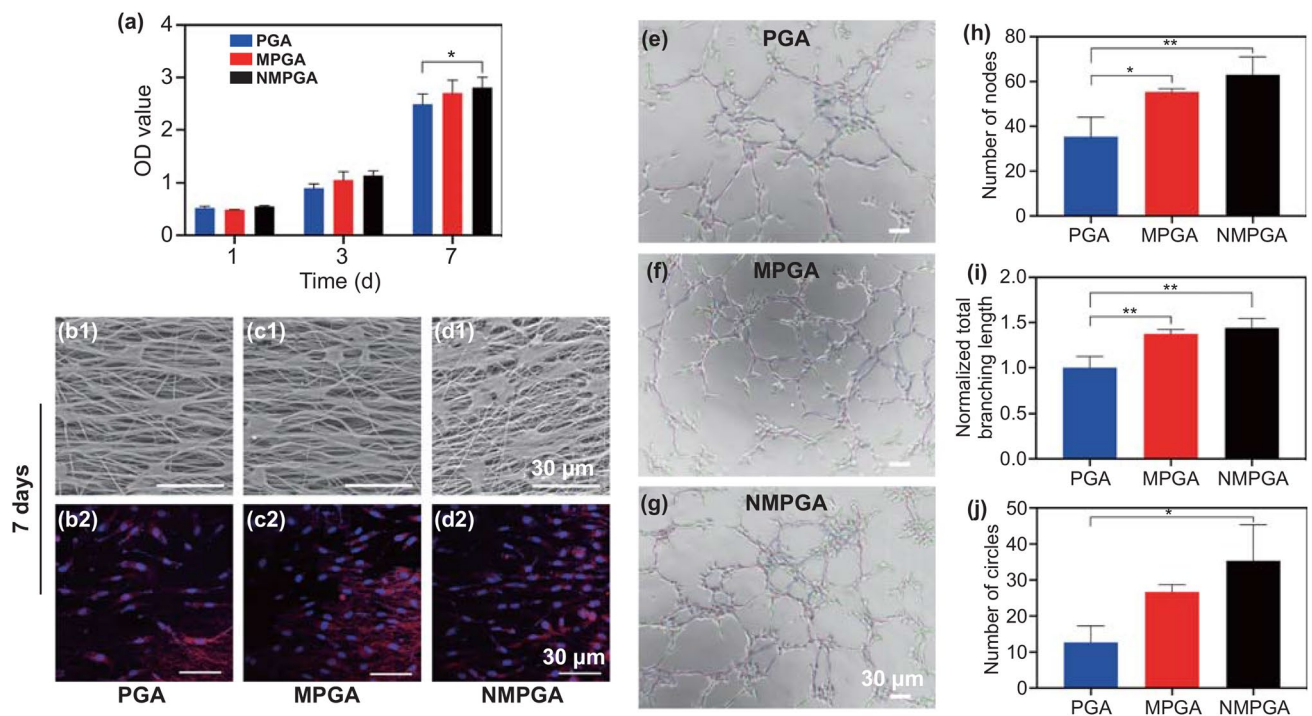 (a)
4
3
2
1
0
OD value
PGA
MPGA
NMPGA
*
1 3 7
Time (d)
(b1) (c1) (d1)
30 µm
7 days
(b2) (c2) (d2)
30 µm
PGA MPGA NMPGA
(e) PGA
(f) MPGA
(g) NMPGA
30 µm
(h)
80
60
40
20
0
Number of nodes
**
*
PGA MPGA NMPGA
(i)
2.0
1.5
1.0
0.5
0.0
Normalized total
branching length
**
**
PGA MPGA NMPGA
(j)
50
40
30
20
10
0
Number of circles
*
PGA MPGA NMPGA